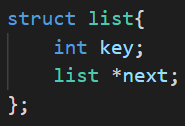 struct list{
    int key;
    list *next;
};